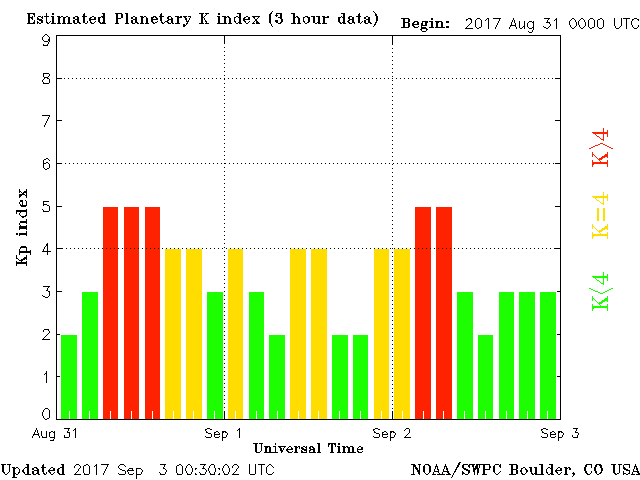 Estimated Planetary K index (3 hour data)
Begin: 2017 Aug 31 0000 UTC
9
8
7
6
5
4
3
2
1
0
Kp index
K>4
K=4
K<4
Aug 31
Sep 1
Sep 2
Sep 3
Universal Time
Updated 2017 Sep 3 00:30:02 UTC
NOAA/SWPC Boulder, CO USA